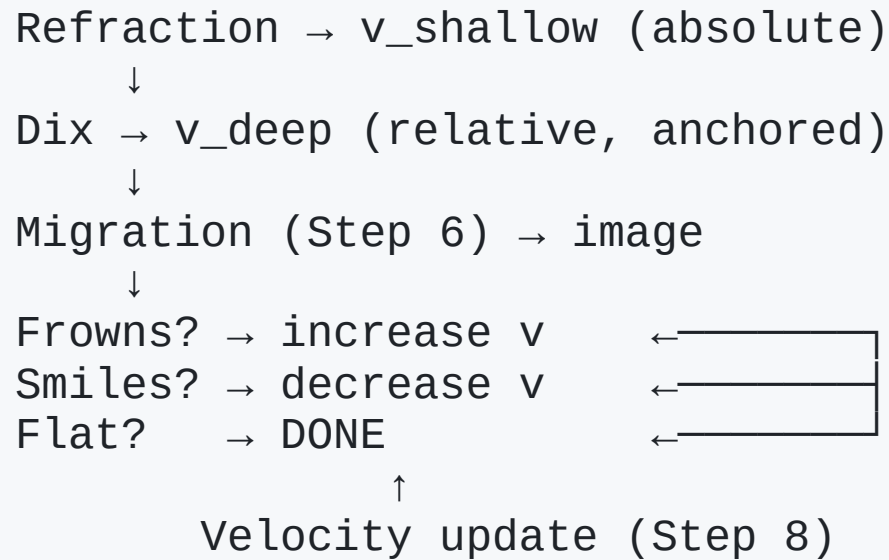 Refraction → v_shallow (absolute)
↓
Dix → v_deep (relative, anchored)
↓
Migration (Step 6) → image
↓
Frowns? → increase v ←───────┐
Smiles? → decrease v ←───────┤
Flat? → DONE ←───────┘
↑
Velocity update (Step 8)